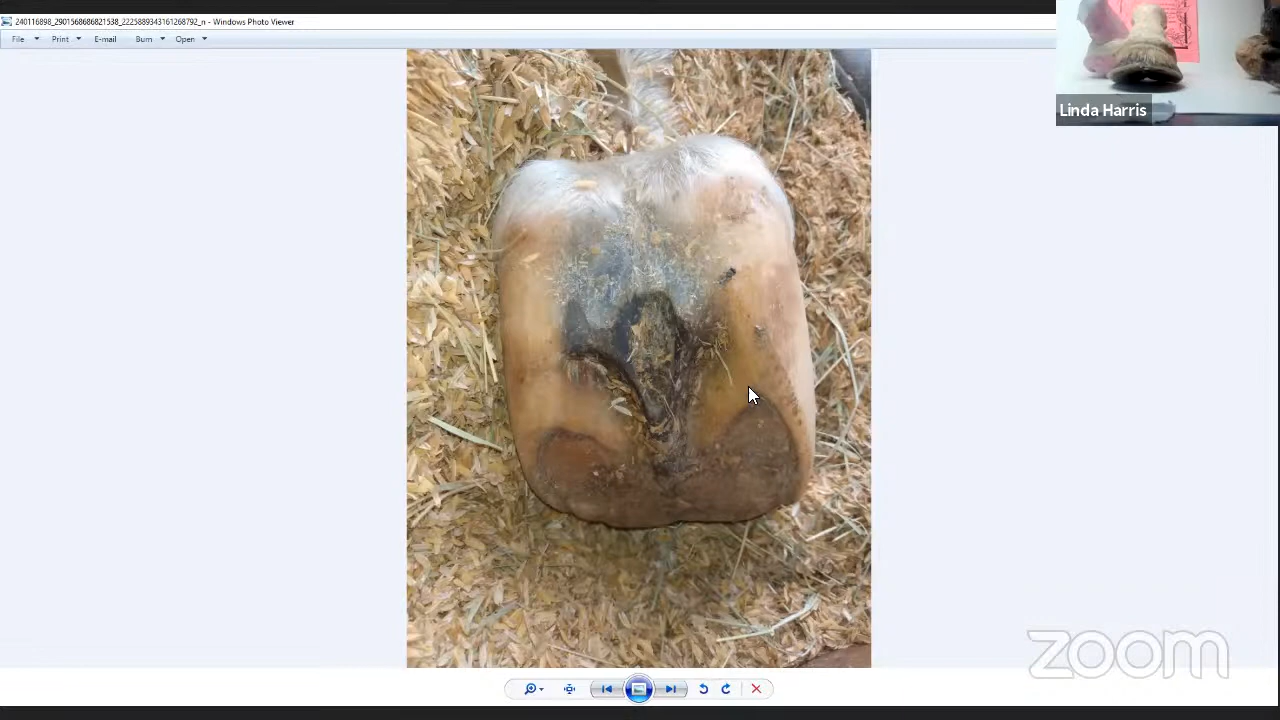 240116898_2901568686821538_2225889343161268792_n - Windows Photo Viewer
File Print E-mail Burn Open
Linda Harris
zoom